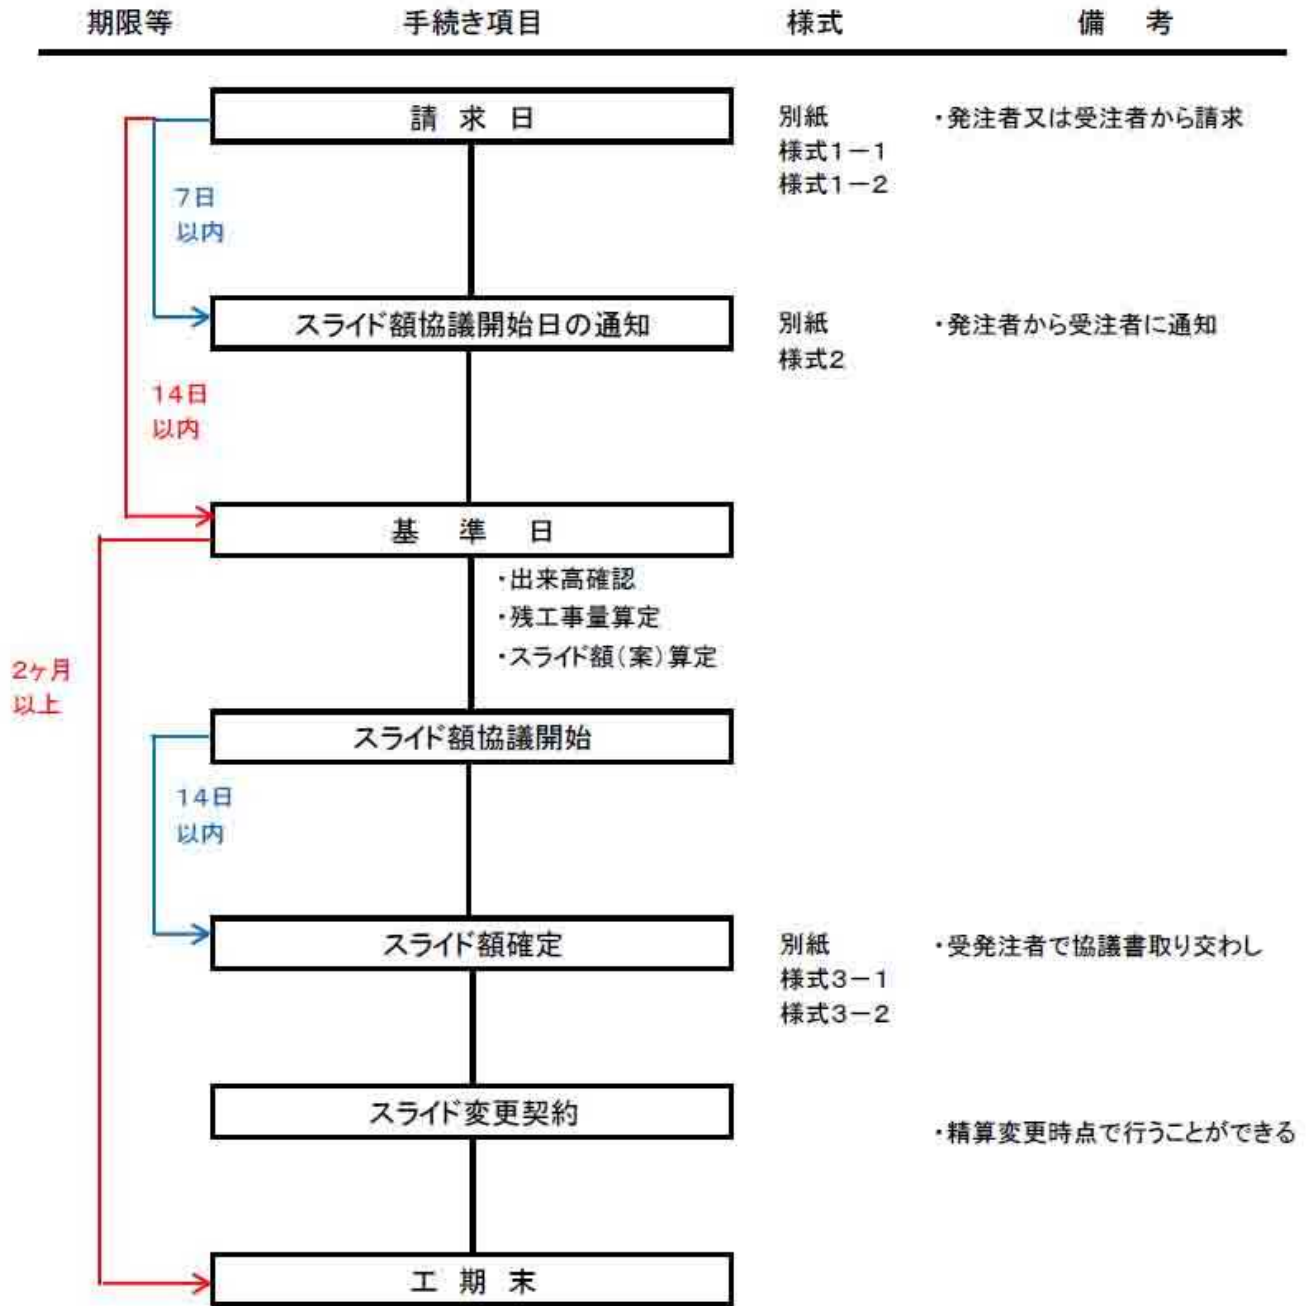 期限等　手続き項目　様式　備　考
請 求 日　別紙　・発注者又は受注者から請求
様式1－1
様式1－2
7日
以内
スライド額協議開始日の通知　別紙　・発注者から受注者に通知
様式2
14日
以内
基　準　日
・出来高確認
・残工事量算定
・スライド額(案)算定
2ヶ月
以上
スライド額協議開始
14日
以内
スライド額確定　別紙　・受発注者で協議書取り交わし
様式3－1
様式3－2
スライド変更契約
・精算変更時点で行うことができる
工 期 末